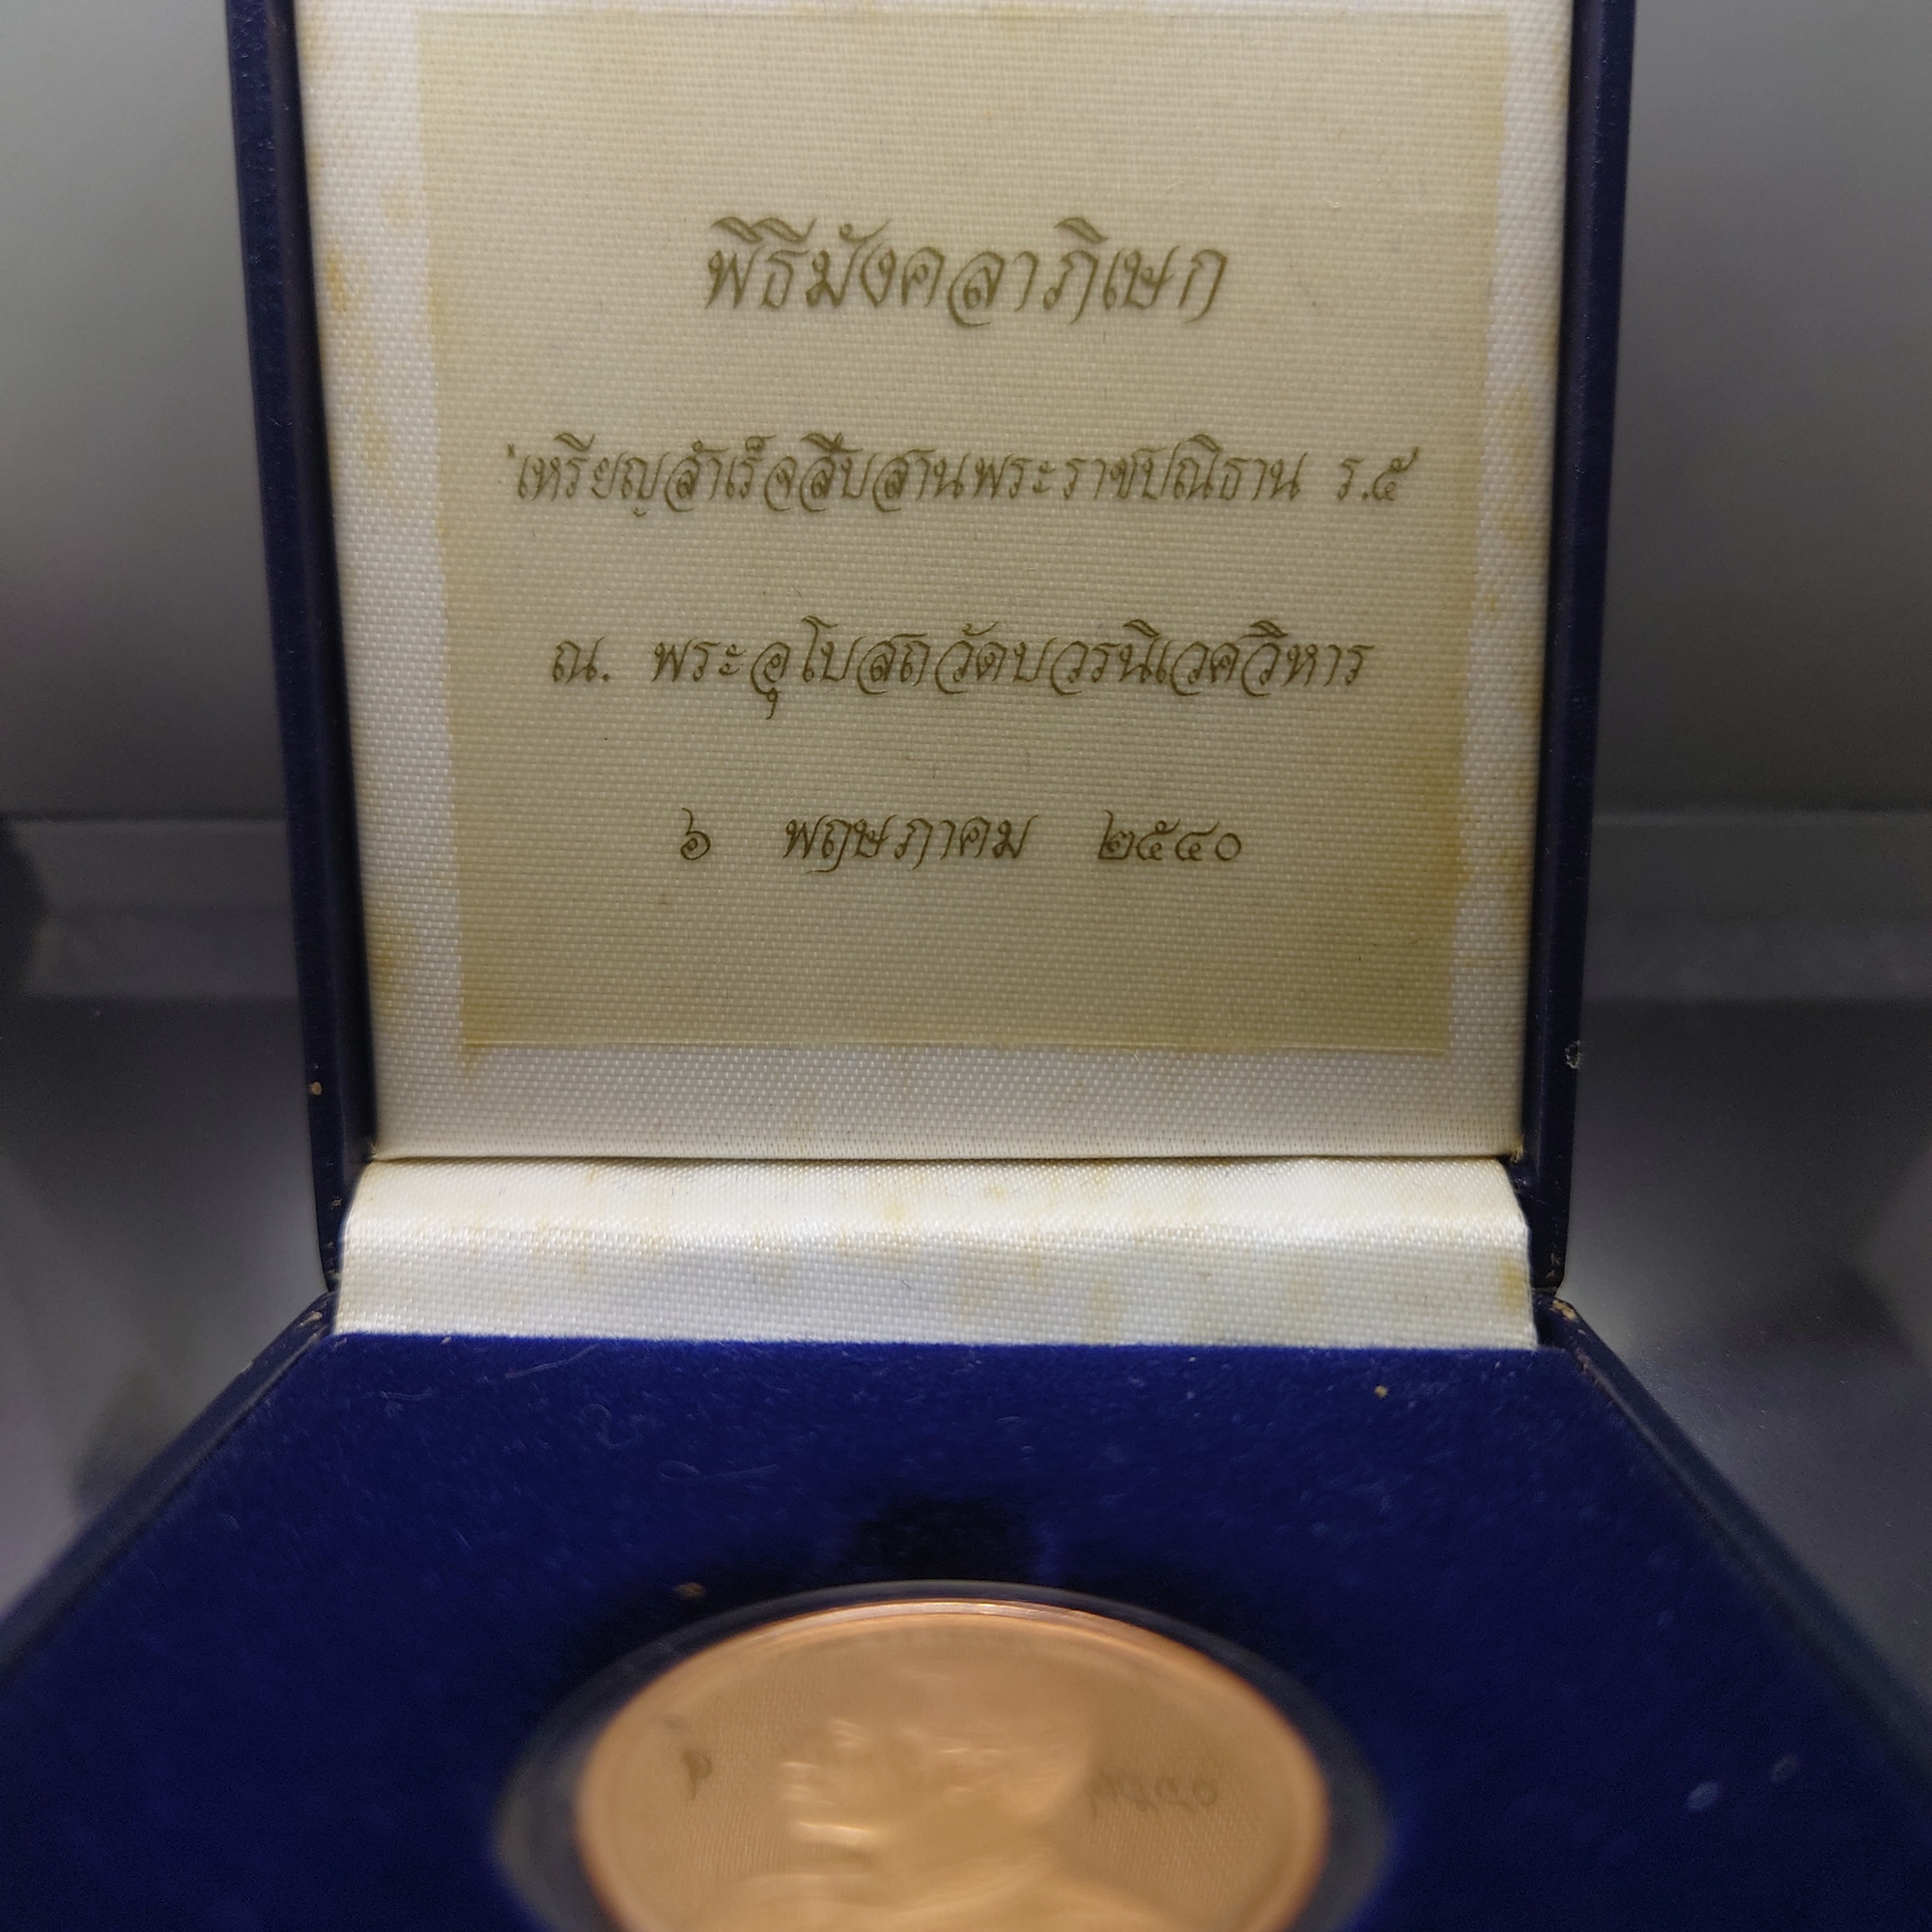 พิธีมังคลาภิเษก
'เหรียญสำเร็จสืบสานพระราชปณิธาน ร.๕'
ณ. พระอุโบสถวัดบวรนิเวศวิหาร
๖ พฤษภาคม ๒๕๔๐